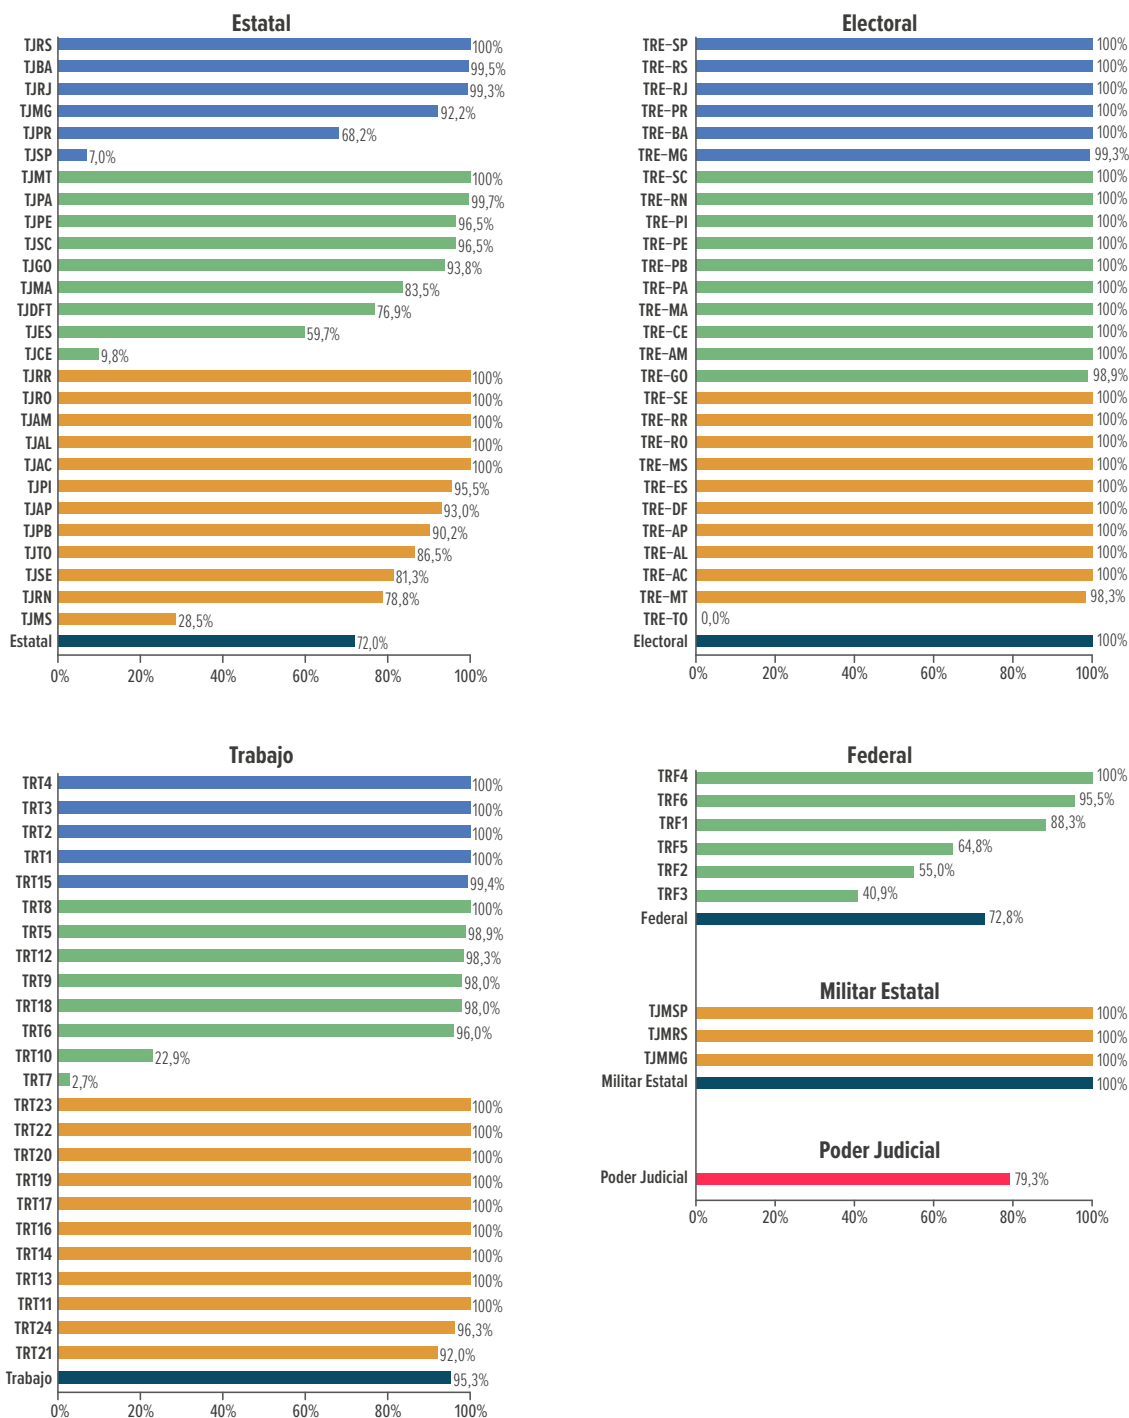 Estatal
TJRS 100%
TJBA 99,5%
TJRJ 99,3%
TJMG 92,2%
TJPR 68,2%
TJSP 7,0%
TJMT 100%
TJPA 99,7%
TJPE 96,5%
TJSC 96,5%
TJGO 93,8%
TJMA 83,5%
TJDFT 76,9%
TJES 59,7%
TJCE 9,8%
TJRR 100%
TJRO 100%
TJAM 100%
TJAL 100%
TJAC 100%
TJPI 95,5%
TJAP 93,0%
TJPB 90,2%
TJTO 86,5%
TJSE 81,3%
TJRN 78,8%
TJMS 28,5%
Estatal 72,0%
0% 20% 40% 60% 80% 100%
Electoral
TRE-SP 100%
TRE-RS 100%
TRE-RJ 100%
TRE-PR 100%
TRE-BA 100%
TRE-MG 99,3%
TRE-SC 100%
TRE-RN 100%
TRE-PI 100%
TRE-PE 100%
TRE-PB 100%
TRE-PA 100%
TRE-MA 100%
TRE-CE 100%
TRE-AM 100%
TRE-GO 98,9%
TRE-SE 100%
TRE-RR 100%
TRE-RO 100%
TRE-MS 100%
TRE-ES 100%
TRE-DF 100%
TRE-AP 100%
TRE-AL 100%
TRE-AC 100%
TRE-MT 98,3%
TRE-TO 0,0%
Electoral 100%
0% 20% 40% 60% 80% 100%
Trabajo
TRT4 100%
TRT3 100%
TRT2 100%
TRT1 100%
TRT15 99,4%
TRT8 100%
TRT5 98,9%
TRT12 98,3%
TRT9 98,0%
TRT18 98,0%
TRT6 96,0%
TRT10 22,9%
TRT7 2,7%
TRT23 100%
TRT22 100%
TRT20 100%
TRT19 100%
TRT17 100%
TRT16 100%
TRT14 100%
TRT13 100%
TRT11 100%
TRT24 96,3%
TRT21 92,0%
Trabajo 95,3%
0% 20% 40% 60% 80% 100%
Federal
TRF4 100%
TRF6 95,5%
TRF1 88,3%
TRF5 64,8%
TRF2 55,0%
TRF3 40,9%
Federal 72,8%
Militar Estatal
TJMSP 100%
TJMRS 100%
TJMMG 100%
Militar Estatal 100%
Poder Judicial
Poder Judicial 79,3%
0% 20% 40% 60% 80% 100%